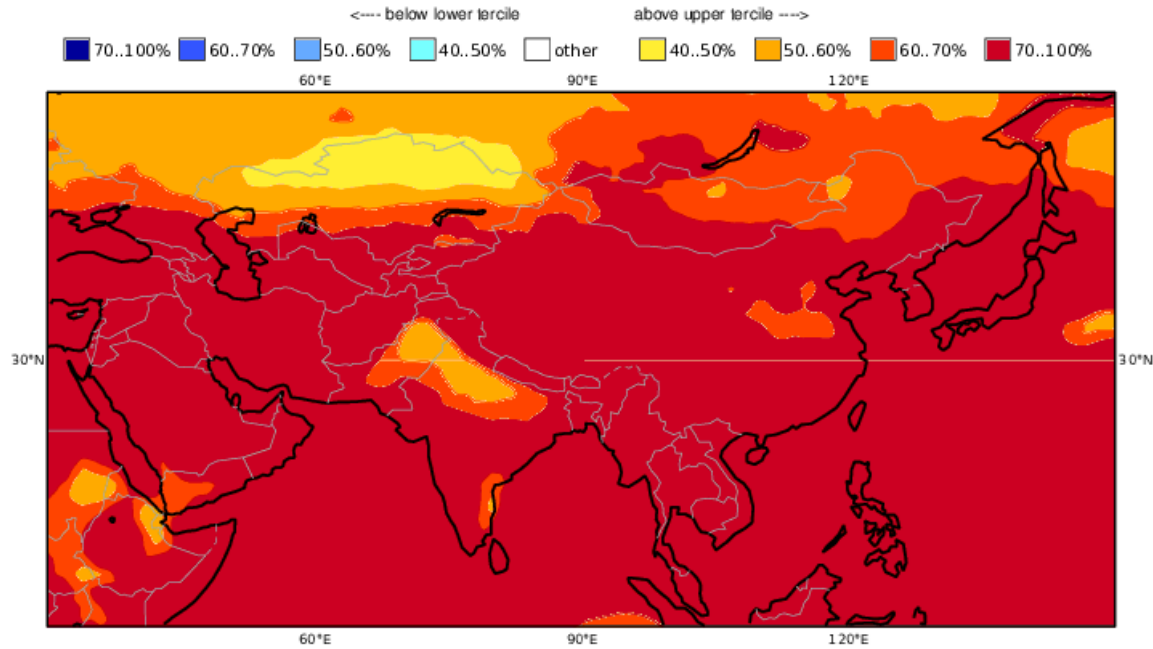 <---- below lower tercile above upper tercile ---->
70..100% 60..70% 50..60% 40..50% other 40..50% 50..60% 60..70% 70..100%
60°E 90°E 120°E
30°N 30°N
60°E 90°E 120°E